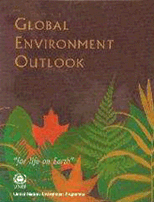 GLOBAL
ENVIRONMENT
OUTLOOK
"for life on Earth"
UNEP
United Nations Environment Programme